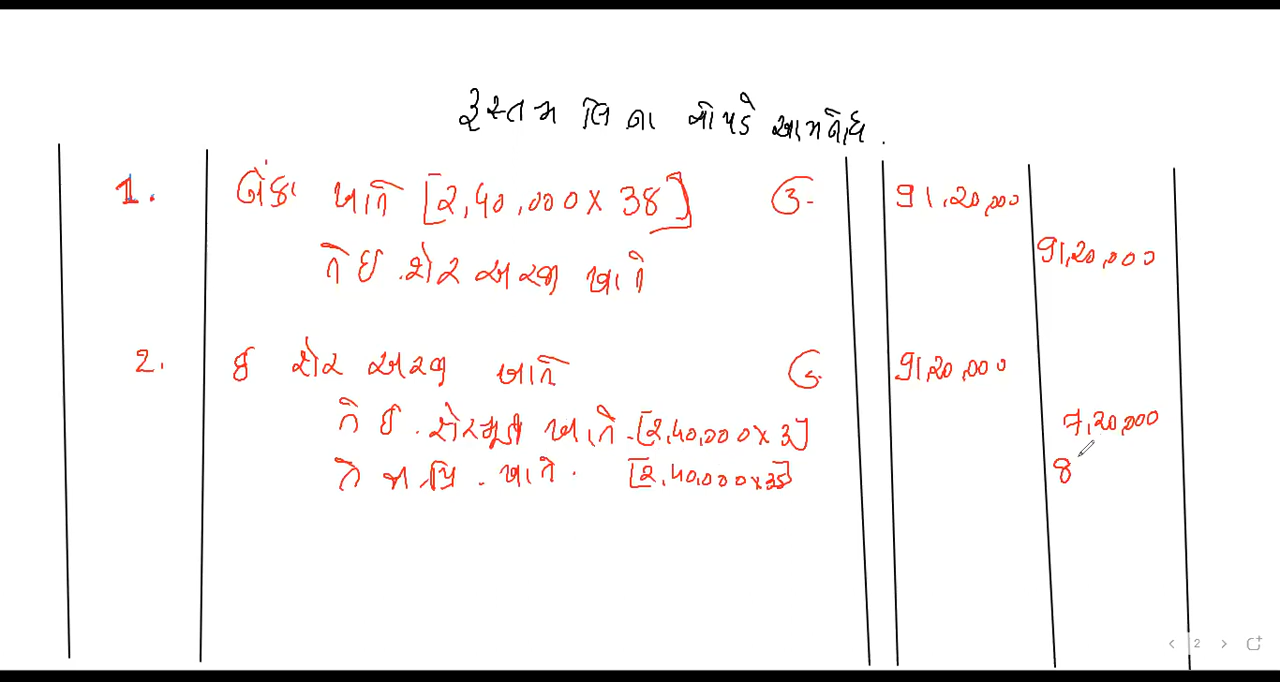 રુસ્તમ લિ ના ચોપડે આમનોંધ.
1. બેંક ખાતે [2,40,000 x 38] ઉ. 91,20,000
તે ઈ. શેર અરજી ખાતે 91,20,000
2. ઈ શેર અરજી ખાતે ઉ. 91,20,000
તે ઈ. શેરમૂડી ખાતે - [2,40,000 x 3] 7,20,000
તે જા. પ્રિ. ખાતે. [2,40,000 x 35] 8
2